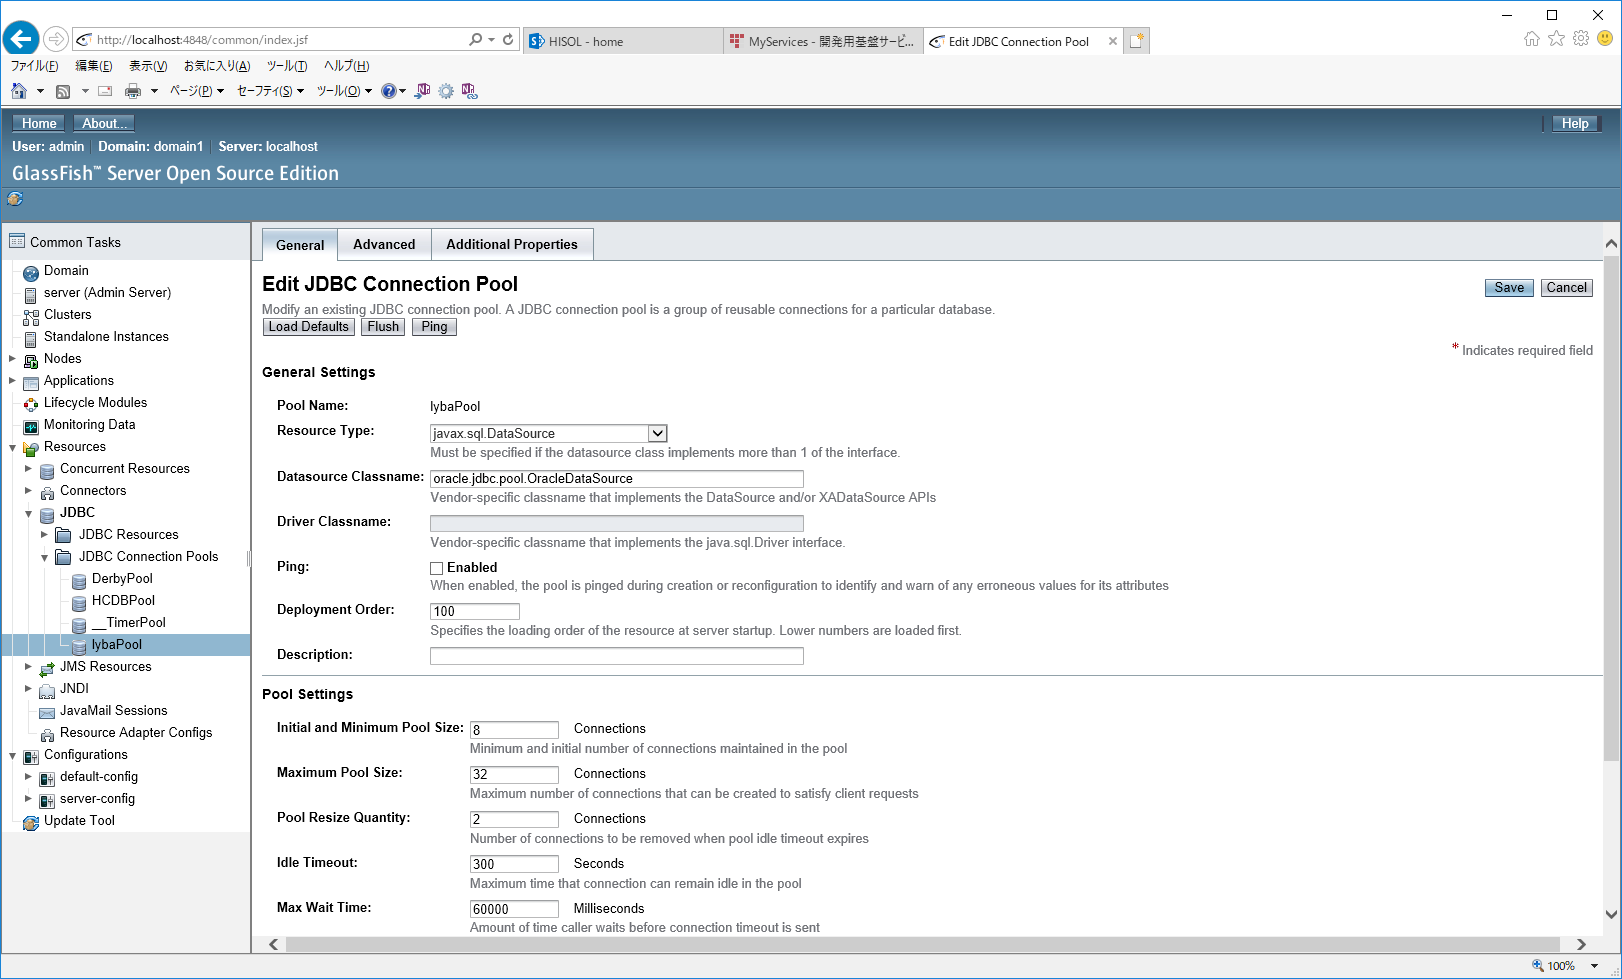 http://localhost:4848/common/index.jsf
HISOL - home
MyServices - 開発用基盤サービ...
Edit JDBC Connection Pool
ファイル(F) 編集(E) 表示(V) お気に入り(A) ツール(T) ヘルプ(H)
ページ(P) セーフティ(S) ツール(O)
Home About... Help
User: admin Domain: domain1 Server: localhost
GlassFish™ Server Open Source Edition
Common Tasks
Domain
server (Admin Server)
Clusters
Standalone Instances
Nodes
Applications
Lifecycle Modules
Monitoring Data
Resources
Concurrent Resources
Connectors
JDBC
JDBC Resources
JDBC Connection Pools
DerbyPool
HCDBPool
__TimerPool
lybaPool
JMS Resources
JNDI
JavaMail Sessions
Resource Adapter Configs
Configurations
default-config
server-config
Update Tool
General Advanced Additional Properties
Edit JDBC Connection Pool
Save Cancel
Modify an existing JDBC connection pool. A JDBC connection pool is a group of reusable connections for a particular database.
Load Defaults Flush Ping
* Indicates required field
General Settings
Pool Name: lybaPool
Resource Type: javax.sql.DataSource
Must be specified if the datasource class implements more than 1 of the interface.
Datasource Classname: oracle.jdbc.pool.OracleDataSource
Vendor-specific classname that implements the DataSource and/or XADataSource APIs
Driver Classname:
Vendor-specific classname that implements the java.sql.Driver interface.
Ping: Enabled
When enabled, the pool is pinged during creation or reconfiguration to identify and warn of any erroneous values for its attributes
Deployment Order: 100
Specifies the loading order of the resource at server startup. Lower numbers are loaded first.
Description:
Pool Settings
Initial and Minimum Pool Size: 8 Connections
Minimum and initial number of connections maintained in the pool
Maximum Pool Size: 32 Connections
Maximum number of connections that can be created to satisfy client requests
Pool Resize Quantity: 2 Connections
Number of connections to be removed when pool idle timeout expires
Idle Timeout: 300 Seconds
Maximum time that connection can remain idle in the pool
Max Wait Time: 60000 Milliseconds
Amount of time caller waits before connection timeout is sent
100%